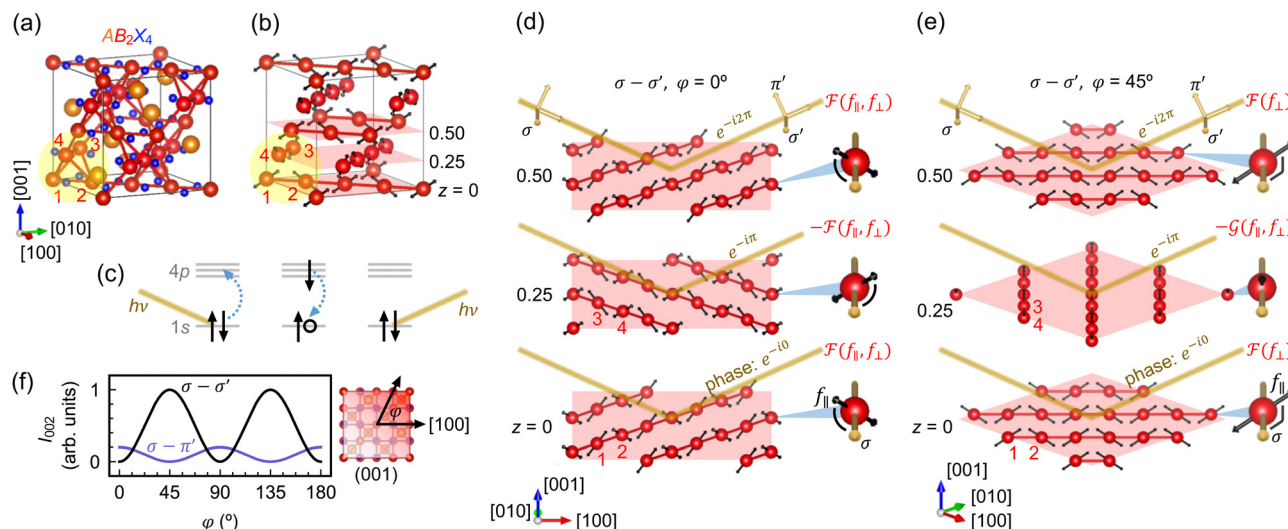 (a)
AB₂X₄
4
3
1
2
[001]
[010]
[100]
(b)
0.50
4
3
0.25
1
2
z = 0
(c)
4p
hν
1s
hν
(f)
I₀₀₂
(arb. units)
1
0
σ − σ′
σ − π′
0
45
90
135
180
φ (º)
φ
[100]
(001)
(d)
σ − σ′, φ = 0º
σ
π′
σ′
e^{-i2π}
ℱ(f∥, f⊥)
0.50
e^{-iπ}
−ℱ(f∥, f⊥)
0.25
3
4
phase: e^{-i0}
ℱ(f∥, f⊥)
f∥
σ
z = 0
1
2
[001]
[010]
[100]
(e)
σ − σ′, φ = 45º
σ
π′
σ′
e^{-i2π}
ℱ(f⊥)
0.50
e^{-iπ}
−𝒢(f∥, f⊥)
0.25
3
4
phase: e^{-i0}
ℱ(f⊥)
f∥
σ
z = 0
1
2
[001]
[010]
[100]